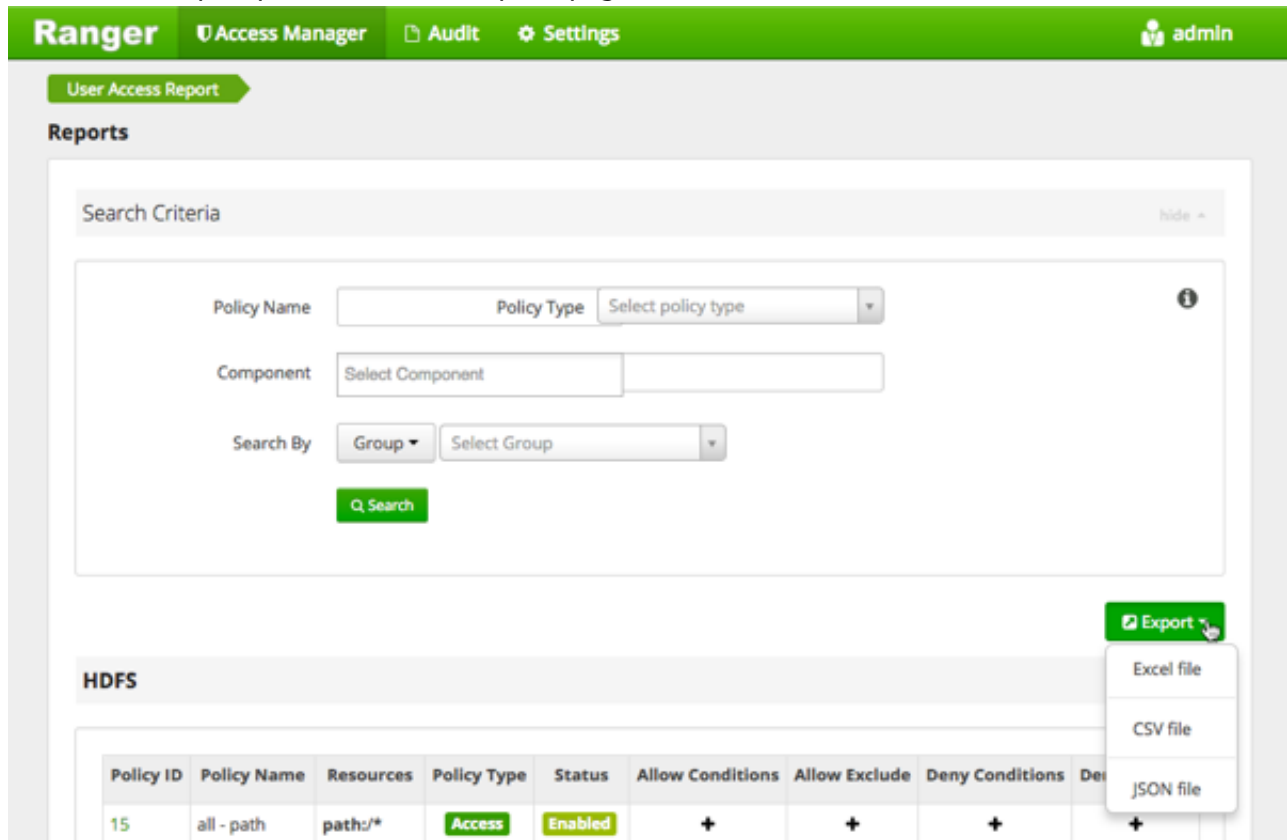 Ranger Access Manager Audit Settings admin
User Access Report
Reports
Search Criteria hide
Policy Name Policy Type Select policy type
Component Select Component
Search By Group Select Group
Search
Export
Excel file
CSV file
JSON file
HDFS
Policy ID Policy Name Resources Policy Type Status Allow Conditions Allow Exclude Deny Conditions
15 all - path path:/* Access Enabled + + + +